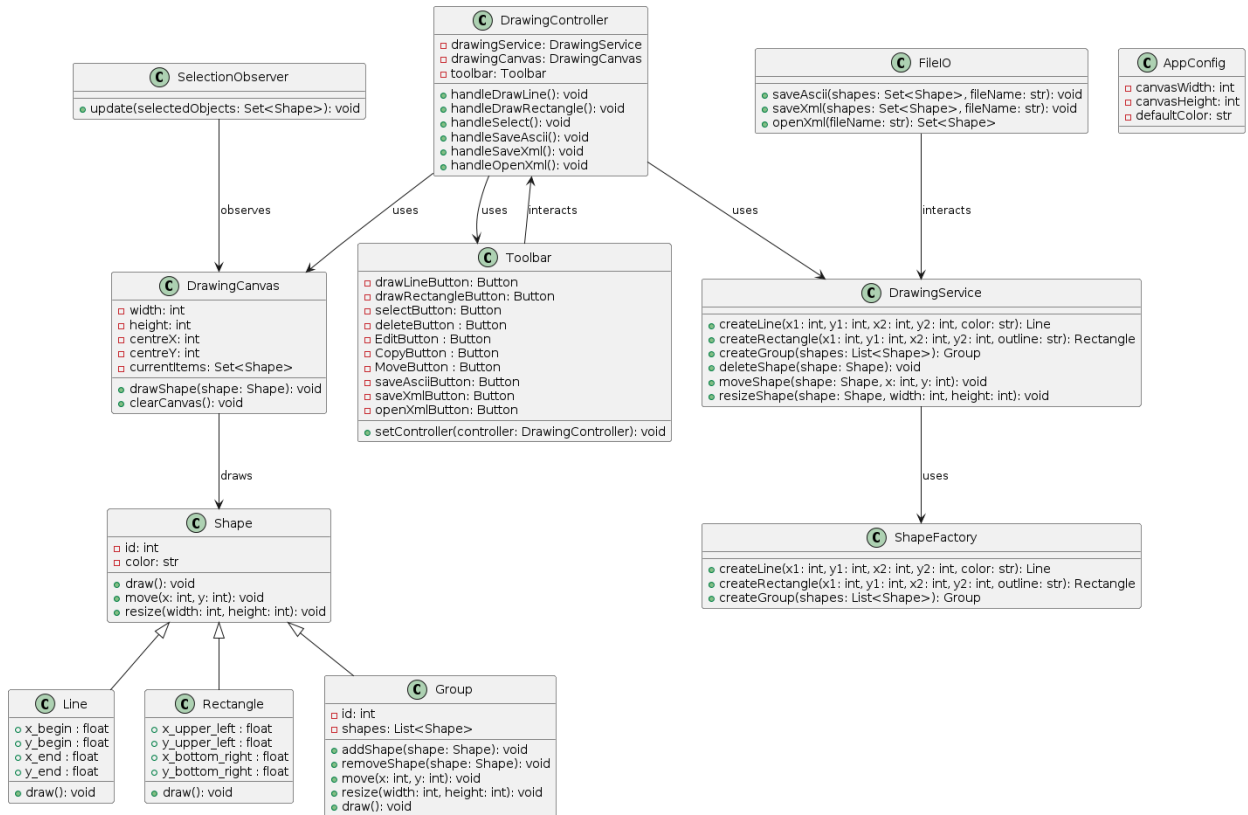 C DrawingController
drawingService: DrawingService
drawingCanvas: DrawingCanvas
toolbar: Toolbar
handleDrawLine(): void
handleDrawRectangle(): void
handleSelect(): void
handleSaveAscii(): void
handleSaveXml(): void
handleOpenXml(): void
C SelectionObserver
update(selectedObjects: Set<Shape>): void
C FileIO
saveAscii(shapes: Set<Shape>, fileName: str): void
saveXml(shapes: Set<Shape>, fileName: str): void
openXml(fileName: str): Set<Shape>
C AppConfig
canvasWidth: int
canvasHeight: int
defaultColor: str
observes
uses
uses
interacts
uses
interacts
C DrawingCanvas
width: int
height: int
centreX: int
centreY: int
currentItems: Set<Shape>
drawShape(shape: Shape): void
clearCanvas(): void
C Toolbar
drawLineButton: Button
drawRectangleButton: Button
selectButton: Button
deleteButton : Button
EditButton : Button
CopyButton : Button
MoveButton : Button
saveAsciiButton: Button
saveXmlButton: Button
openXmlButton: Button
setController(controller: DrawingController): void
C DrawingService
createLine(x1: int, y1: int, x2: int, y2: int, color: str): Line
createRectangle(x1: int, y1: int, x2: int, y2: int, outline: str): Rectangle
createGroup(shapes: List<Shape>): Group
deleteShape(shape: Shape): void
moveShape(shape: Shape, x: int, y: int): void
resizeShape(shape: Shape, width: int, height: int): void
draws
uses
C Shape
id: int
color: str
draw(): void
move(x: int, y: int): void
resize(width: int, height: int): void
C ShapeFactory
createLine(x1: int, y1: int, x2: int, y2: int, color: str): Line
createRectangle(x1: int, y1: int, x2: int, y2: int, outline: str): Rectangle
createGroup(shapes: List<Shape>): Group
C Line
x_begin : float
y_begin : float
x_end : float
y_end : float
draw(): void
C Rectangle
x_upper_left : float
y_upper_left : float
x_bottom_right : float
y_bottom_right : float
draw(): void
C Group
id: int
shapes: List<Shape>
addShape(shape: Shape): void
removeShape(shape: Shape): void
move(x: int, y: int): void
resize(width: int, height: int): void
draw(): void